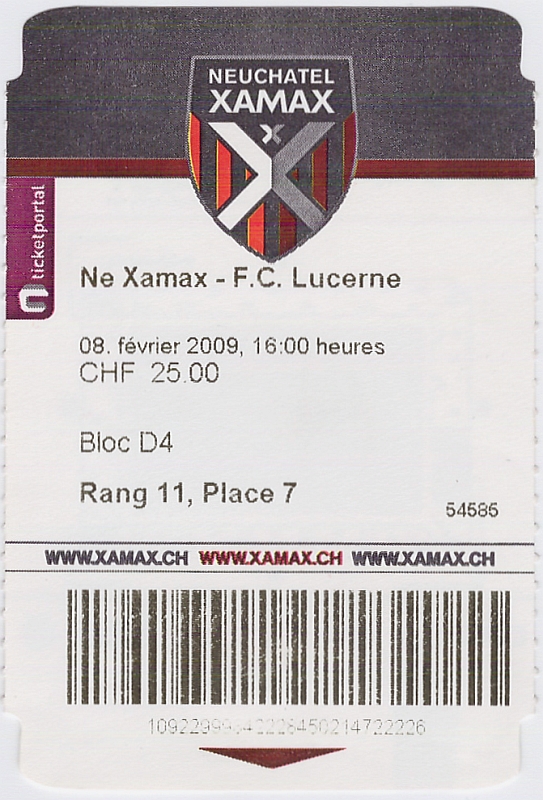 NEUCHATEL
XAMAX
ticketportal
Ne Xamax - F.C. Lucerne
08. février 2009, 16:00 heures
CHF 25.00
Bloc D4
Rang 11, Place 7
54585
WWW.XAMAX.CH WWW.XAMAX.CH WWW.XAMAX.CH